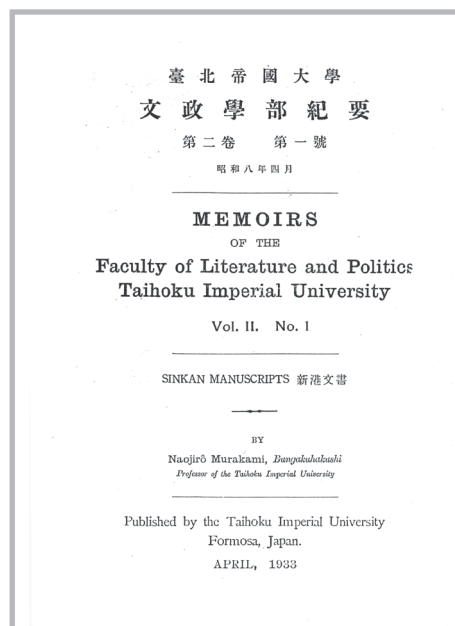 臺北帝國大學
文政學部紀要
第二卷 第一號
昭和八年四月
MEMOIRS
OF THE
Faculty of Literature and Politics
Taihoku Imperial University
Vol. II. No. 1
SINKAN MANUSCRIPTS 新港文書
BY
Naojirô Murakami, Bungakuhakushi
Professor of the Taihoku Imperial University
Published by the Taihoku Imperial University
Formosa, Japan.
APRIL, 1933